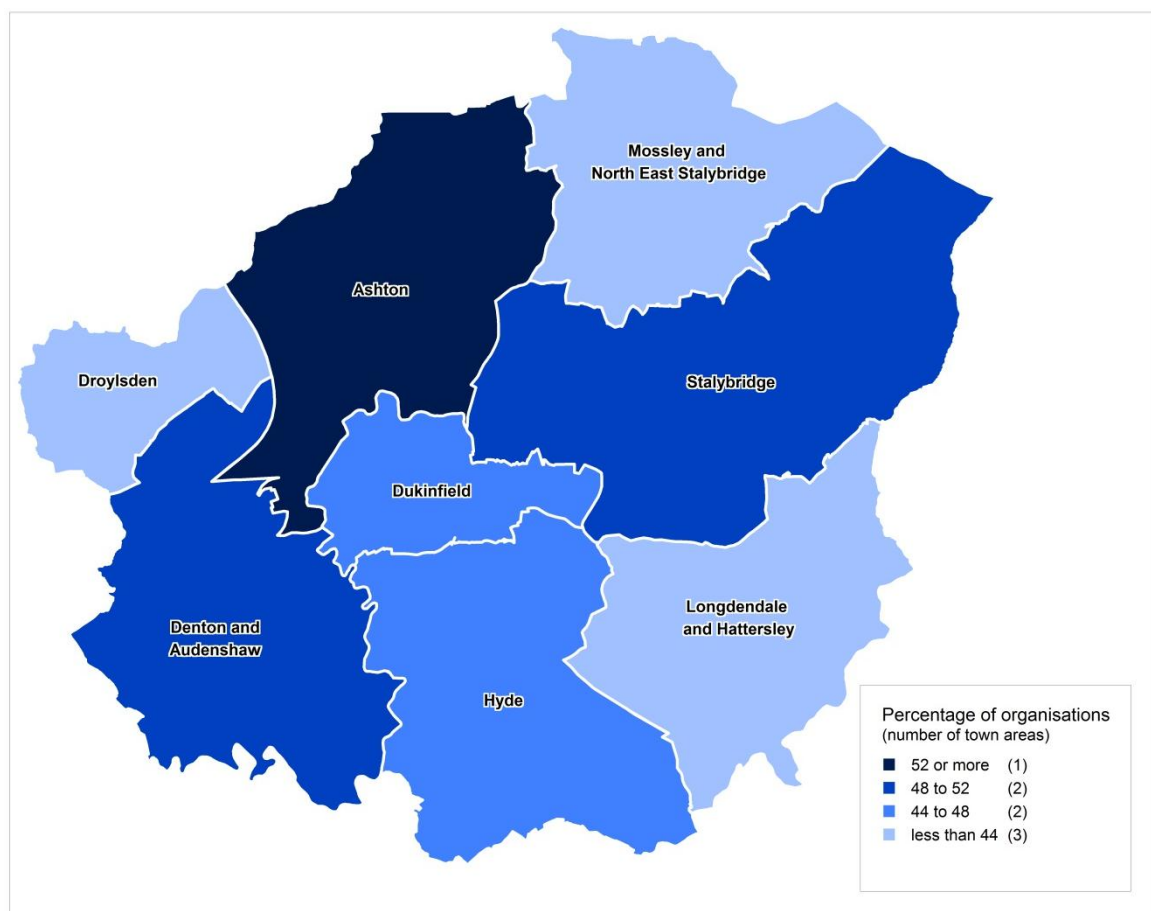 Mossley and
North East Stalybridge
Ashton
Droylsden
Stalybridge
Dukinfield
Denton and
Audenshaw
Longdendale
and Hattersley
Hyde
Percentage of organisations
(number of town areas)
52 or more (1)
48 to 52 (2)
44 to 48 (2)
less than 44 (3)